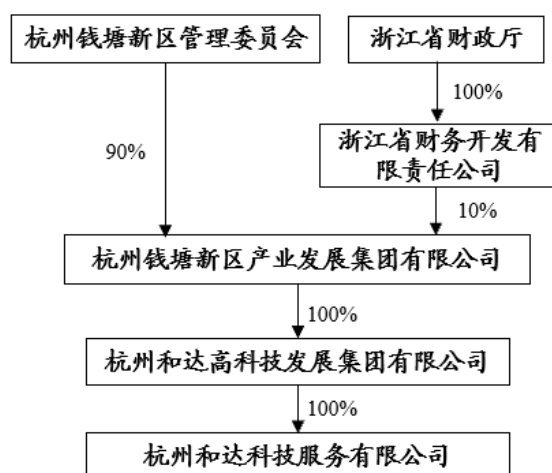 杭州钱塘新区管理委员会
浙江省财政厅
100%
90%
浙江省财务开发有
限责任公司
10%
杭州钱塘新区产业发展集团有限公司
100%
杭州和达高科技发展集团有限公司
100%
杭州和达科技服务有限公司